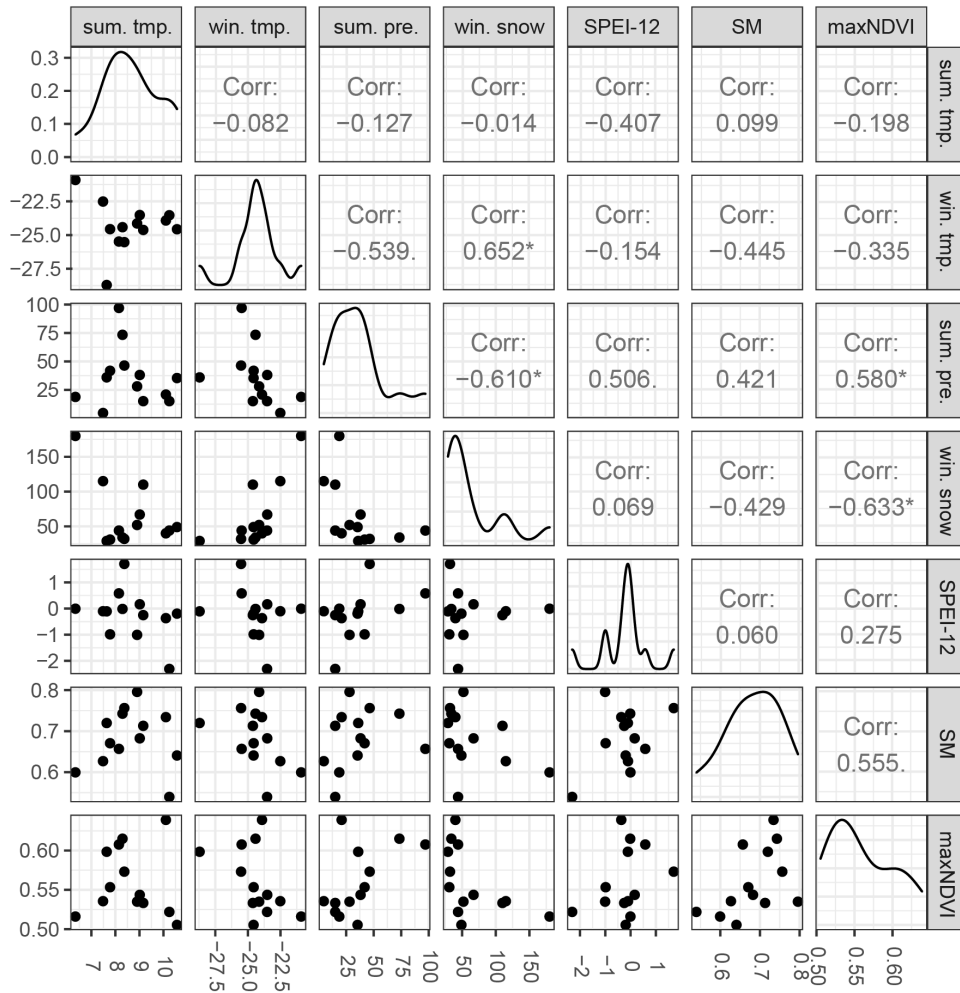 sum. tmp. win. tmp. sum. pre. win. snow SPEI-12 SM maxNDVI
0.3
0.2
0.1
0.0
Corr: Corr: Corr: Corr: Corr: Corr:
−0.082 −0.127 −0.014 −0.407 0.099 −0.198
sum. tmp.
−22.5
−25.0
−27.5
Corr: Corr: Corr: Corr: Corr:
−0.539. 0.652* −0.154 −0.445 −0.335
win. tmp.
100
75
50
25
Corr: Corr: Corr: Corr:
−0.610* 0.506. 0.421 0.580*
sum. pre.
150
100
50
Corr: Corr: Corr:
0.069 −0.429 −0.633*
win. snow
1
0
−1
−2
Corr: Corr:
0.060 0.275
SPEI-12
0.8
0.7
0.6
Corr:
0.555.
SM
0.60
0.55
0.50
maxNDVI
7 8 9 10 −27.5 −25.0 −22.5 25 50 75 100 50 100 150 −2 −1 0 1 0.6 0.7 0.8 0.50 0.55 0.60